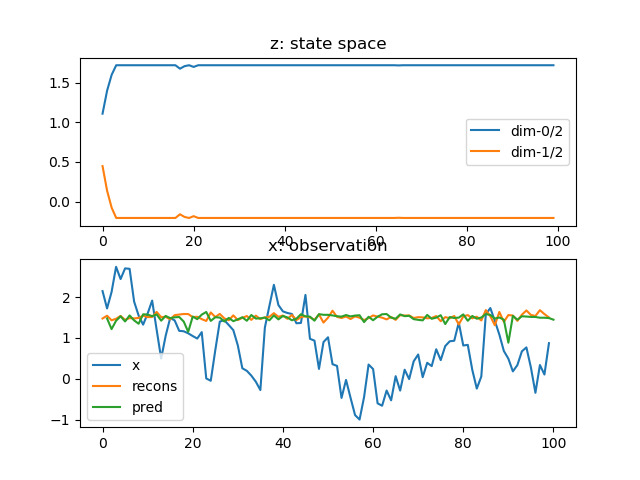 z: state space
1.5
1.0
0.5
0.0
dim-0/2
dim-1/2
0 20 40 60 80 100
x: observation
2
1
0
−1
x
recons
pred
0 20 40 60 80 100